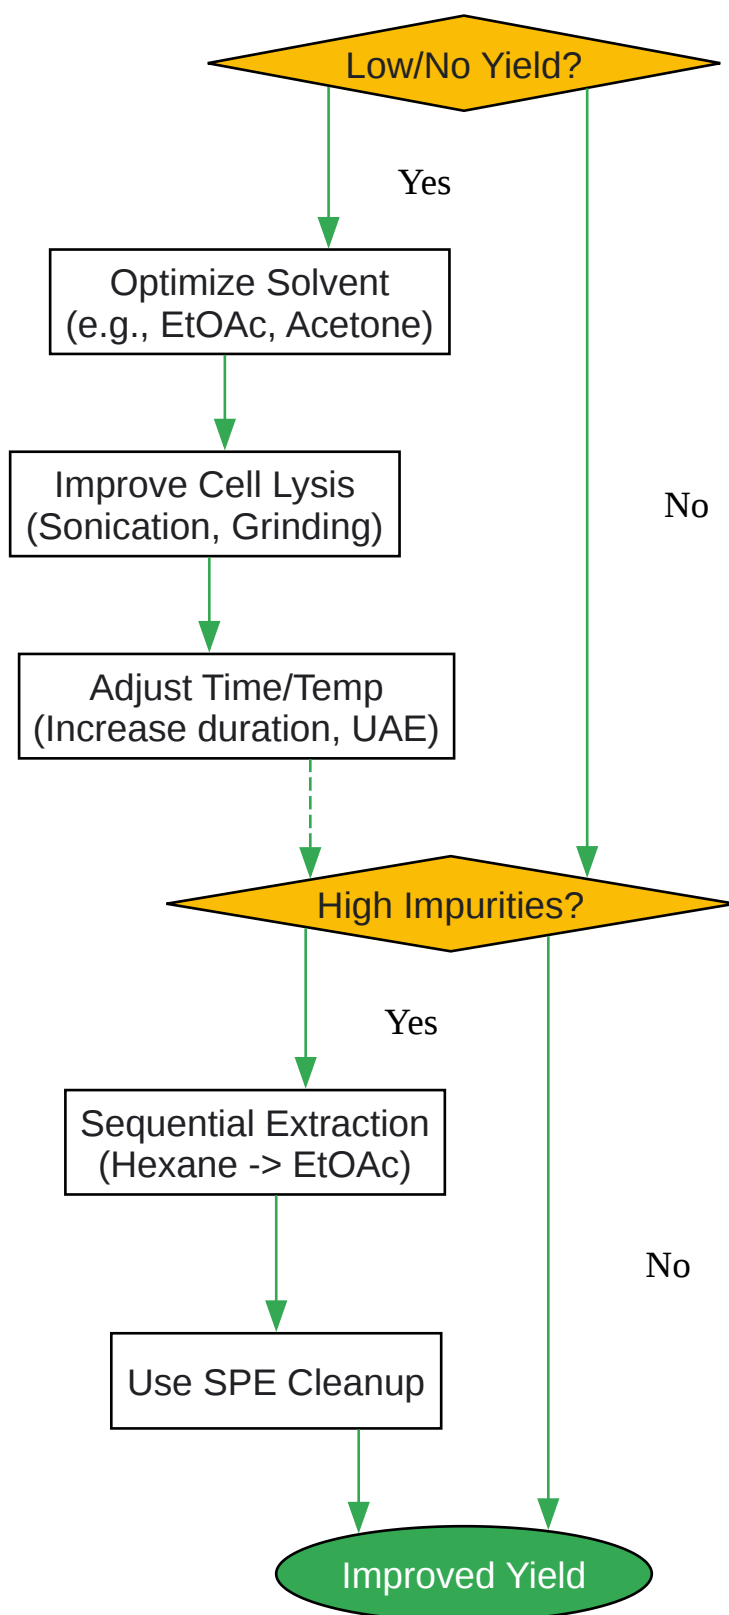 Low/No Yield?
Yes
Optimize Solvent
(e.g., EtOAc, Acetone)
Improve Cell Lysis
(Sonication, Grinding)
No
Adjust Time/Temp
(Increase duration, UAE)
High Impurities?
Yes
Sequential Extraction
(Hexane -> EtOAc)
No
Use SPE Cleanup
Improved Yield